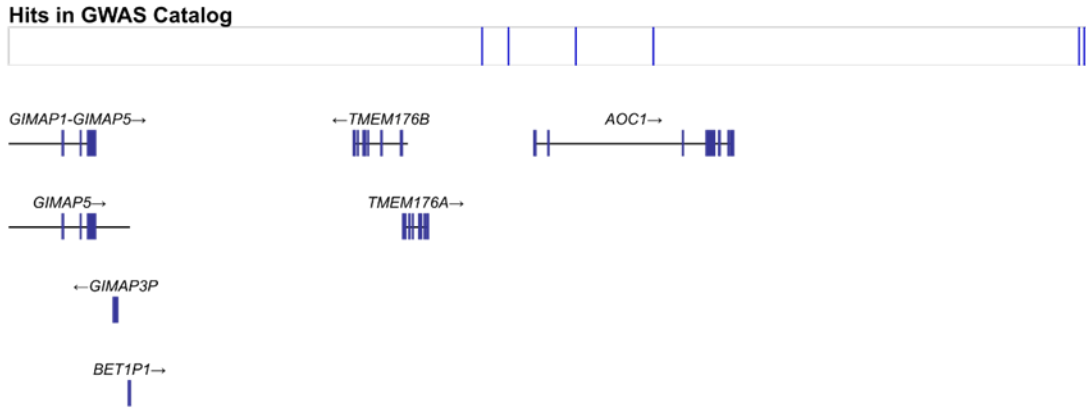 Hits in GWAS Catalog
GIMAP1-GIMAP5→
←TMEM176B
AOC1→
GIMAP5→
TMEM176A→
←GIMAP3P
BET1P1→